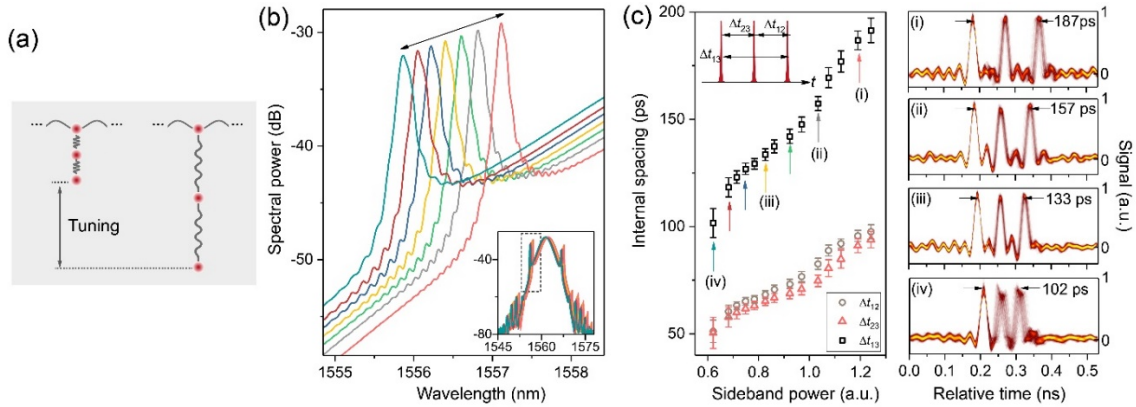 (a)
Tuning
(b)
-30
-40
-50
Spectral power (dB)
1555
1556
1557
1558
Wavelength (nm)
-40
-80
1545
1560
1575
(c)
200
150
100
50
Internal spacing (ps)
Δt23
Δt12
Δt13
t
(i)
(ii)
(iii)
(iv)
Δt12
Δt23
Δt13
0.6
0.8
1.0
1.2
Sideband power (a.u.)
(i)
187ps
1
0
(ii)
157 ps
1
0
(iii)
133 ps
1
0
(iv)
102 ps
1
0
Signal (a.u.)
0.0
0.1
0.2
0.3
0.4
0.5
Relative time (ns)